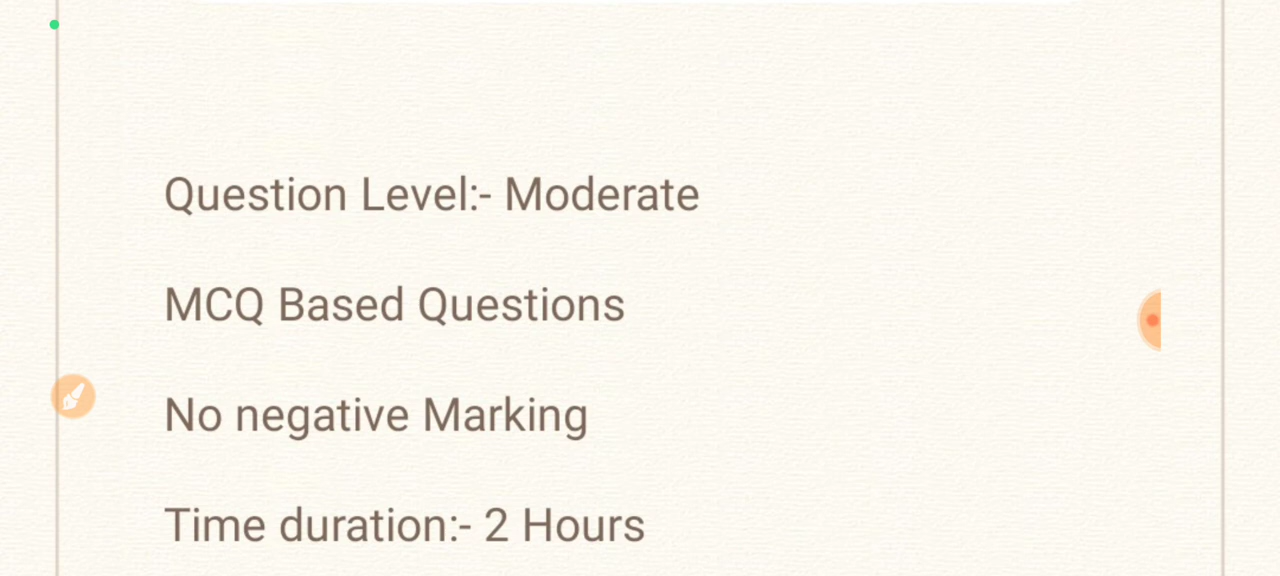 Question Level:- Moderate
MCQ Based Questions
No negative Marking
Time duration:- 2 Hours